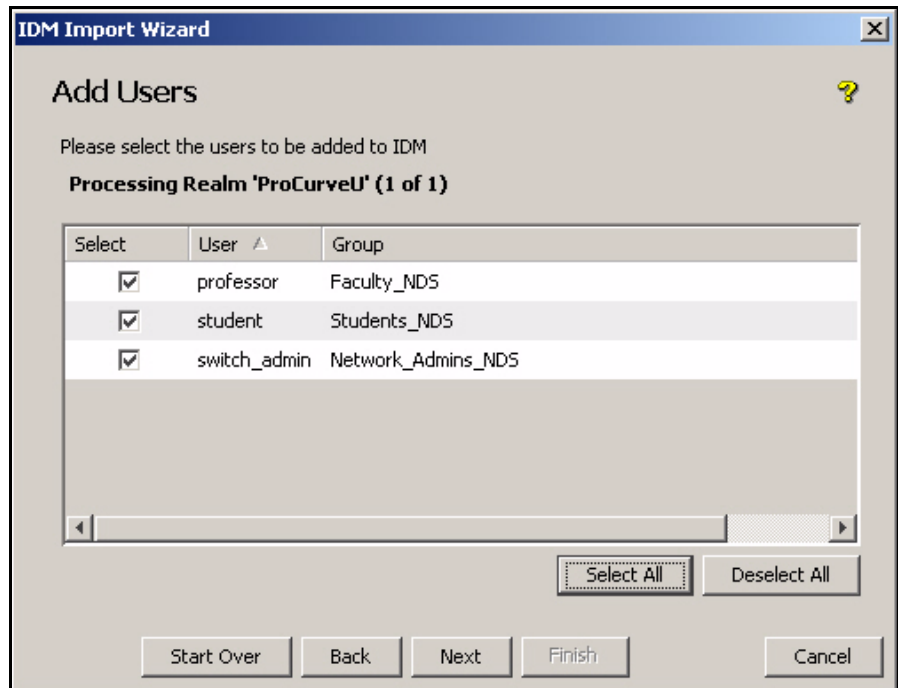 IDM Import Wizard
Add Users
Please select the users to be added to IDM
Processing Realm 'ProCurveU' (1 of 1)
Select User Group
professor Faculty_NDS
student Students_NDS
switch_admin Network_Admins_NDS
Select All Deselect All
Start Over Back Next Finish Cancel